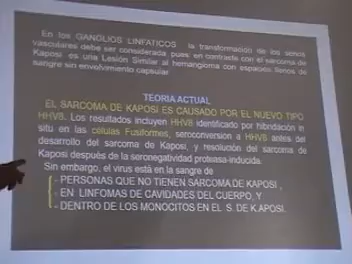 En los GANGLIOS LINFATICOS la transformación de los senos
vasculares debe ser considerada pues en contraste con el sarcoma de
Kaposi es una Lesión Similar al hemangioma con espacios llenos de
sangre sin envolvimiento capsular
TEORIA ACTUAL
EL SARCOMA DE KAPOSI ES CAUSADO POR EL NUEVO TIPO
HHV8. Los resultados incluyen HHV8 identificado por hibridación in
situ en las células Fusiformes, seroconversión a HHV8 antes del
desarrollo del sarcoma de Kaposi, y resolución del sarcoma de
Kaposi después de la seronegatividad proteasa-inducida.
Sin embargo, el virus está en la sangre de
- PERSONAS QUE NO TIENEN SARCOMA DE KAPOSI ,
- EN LINFOMAS DE CAVIDADES DEL CUERPO, Y
- DENTRO DE LOS MONOCITOS EN EL S. DE K.APOSI.